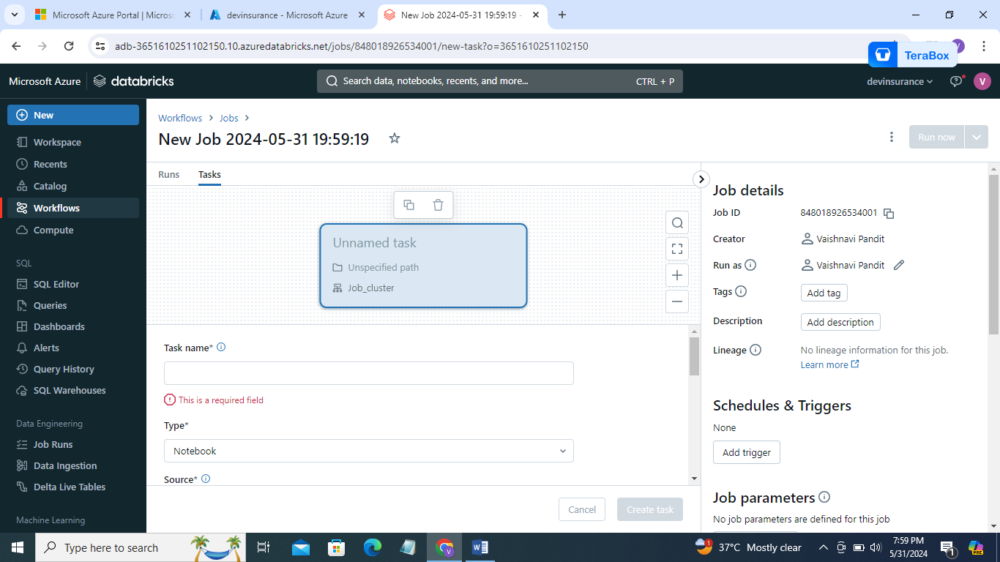 Microsoft Azure Portal | Microso
devinsurance - Microsoft Azure
New Job 2024-05-31 19:59:19 -
adb-3651610251102150.10.azuredatabricks.net/jobs/848018926534001/new-task?o=3651610251102150
TeraBox
Microsoft Azure
databricks
Search data, notebooks, recents, and more...
CTRL + P
devinsurance
V
New
Workspace
Recents
Catalog
Workflows
Compute
SQL
SQL Editor
Queries
Dashboards
Alerts
Query History
SQL Warehouses
Data Engineering
Job Runs
Data Ingestion
Delta Live Tables
Machine Learning
Workflows > Jobs >
New Job 2024-05-31 19:59:19
Run now
Runs
Tasks
Unnamed task
Unspecified path
Job_cluster
Task name*
This is a required field
Type*
Notebook
Source*
Cancel
Create task
Job details
Job ID 848018926534001
Creator Vaishnavi Pandit
Run as Vaishnavi Pandit
Tags Add tag
Description Add description
Lineage No lineage information for this job.
Learn more
Schedules & Triggers
None
Add trigger
Job parameters
No job parameters are defined for this job
Type here to search
37°C Mostly clear
7:59 PM
5/31/2024